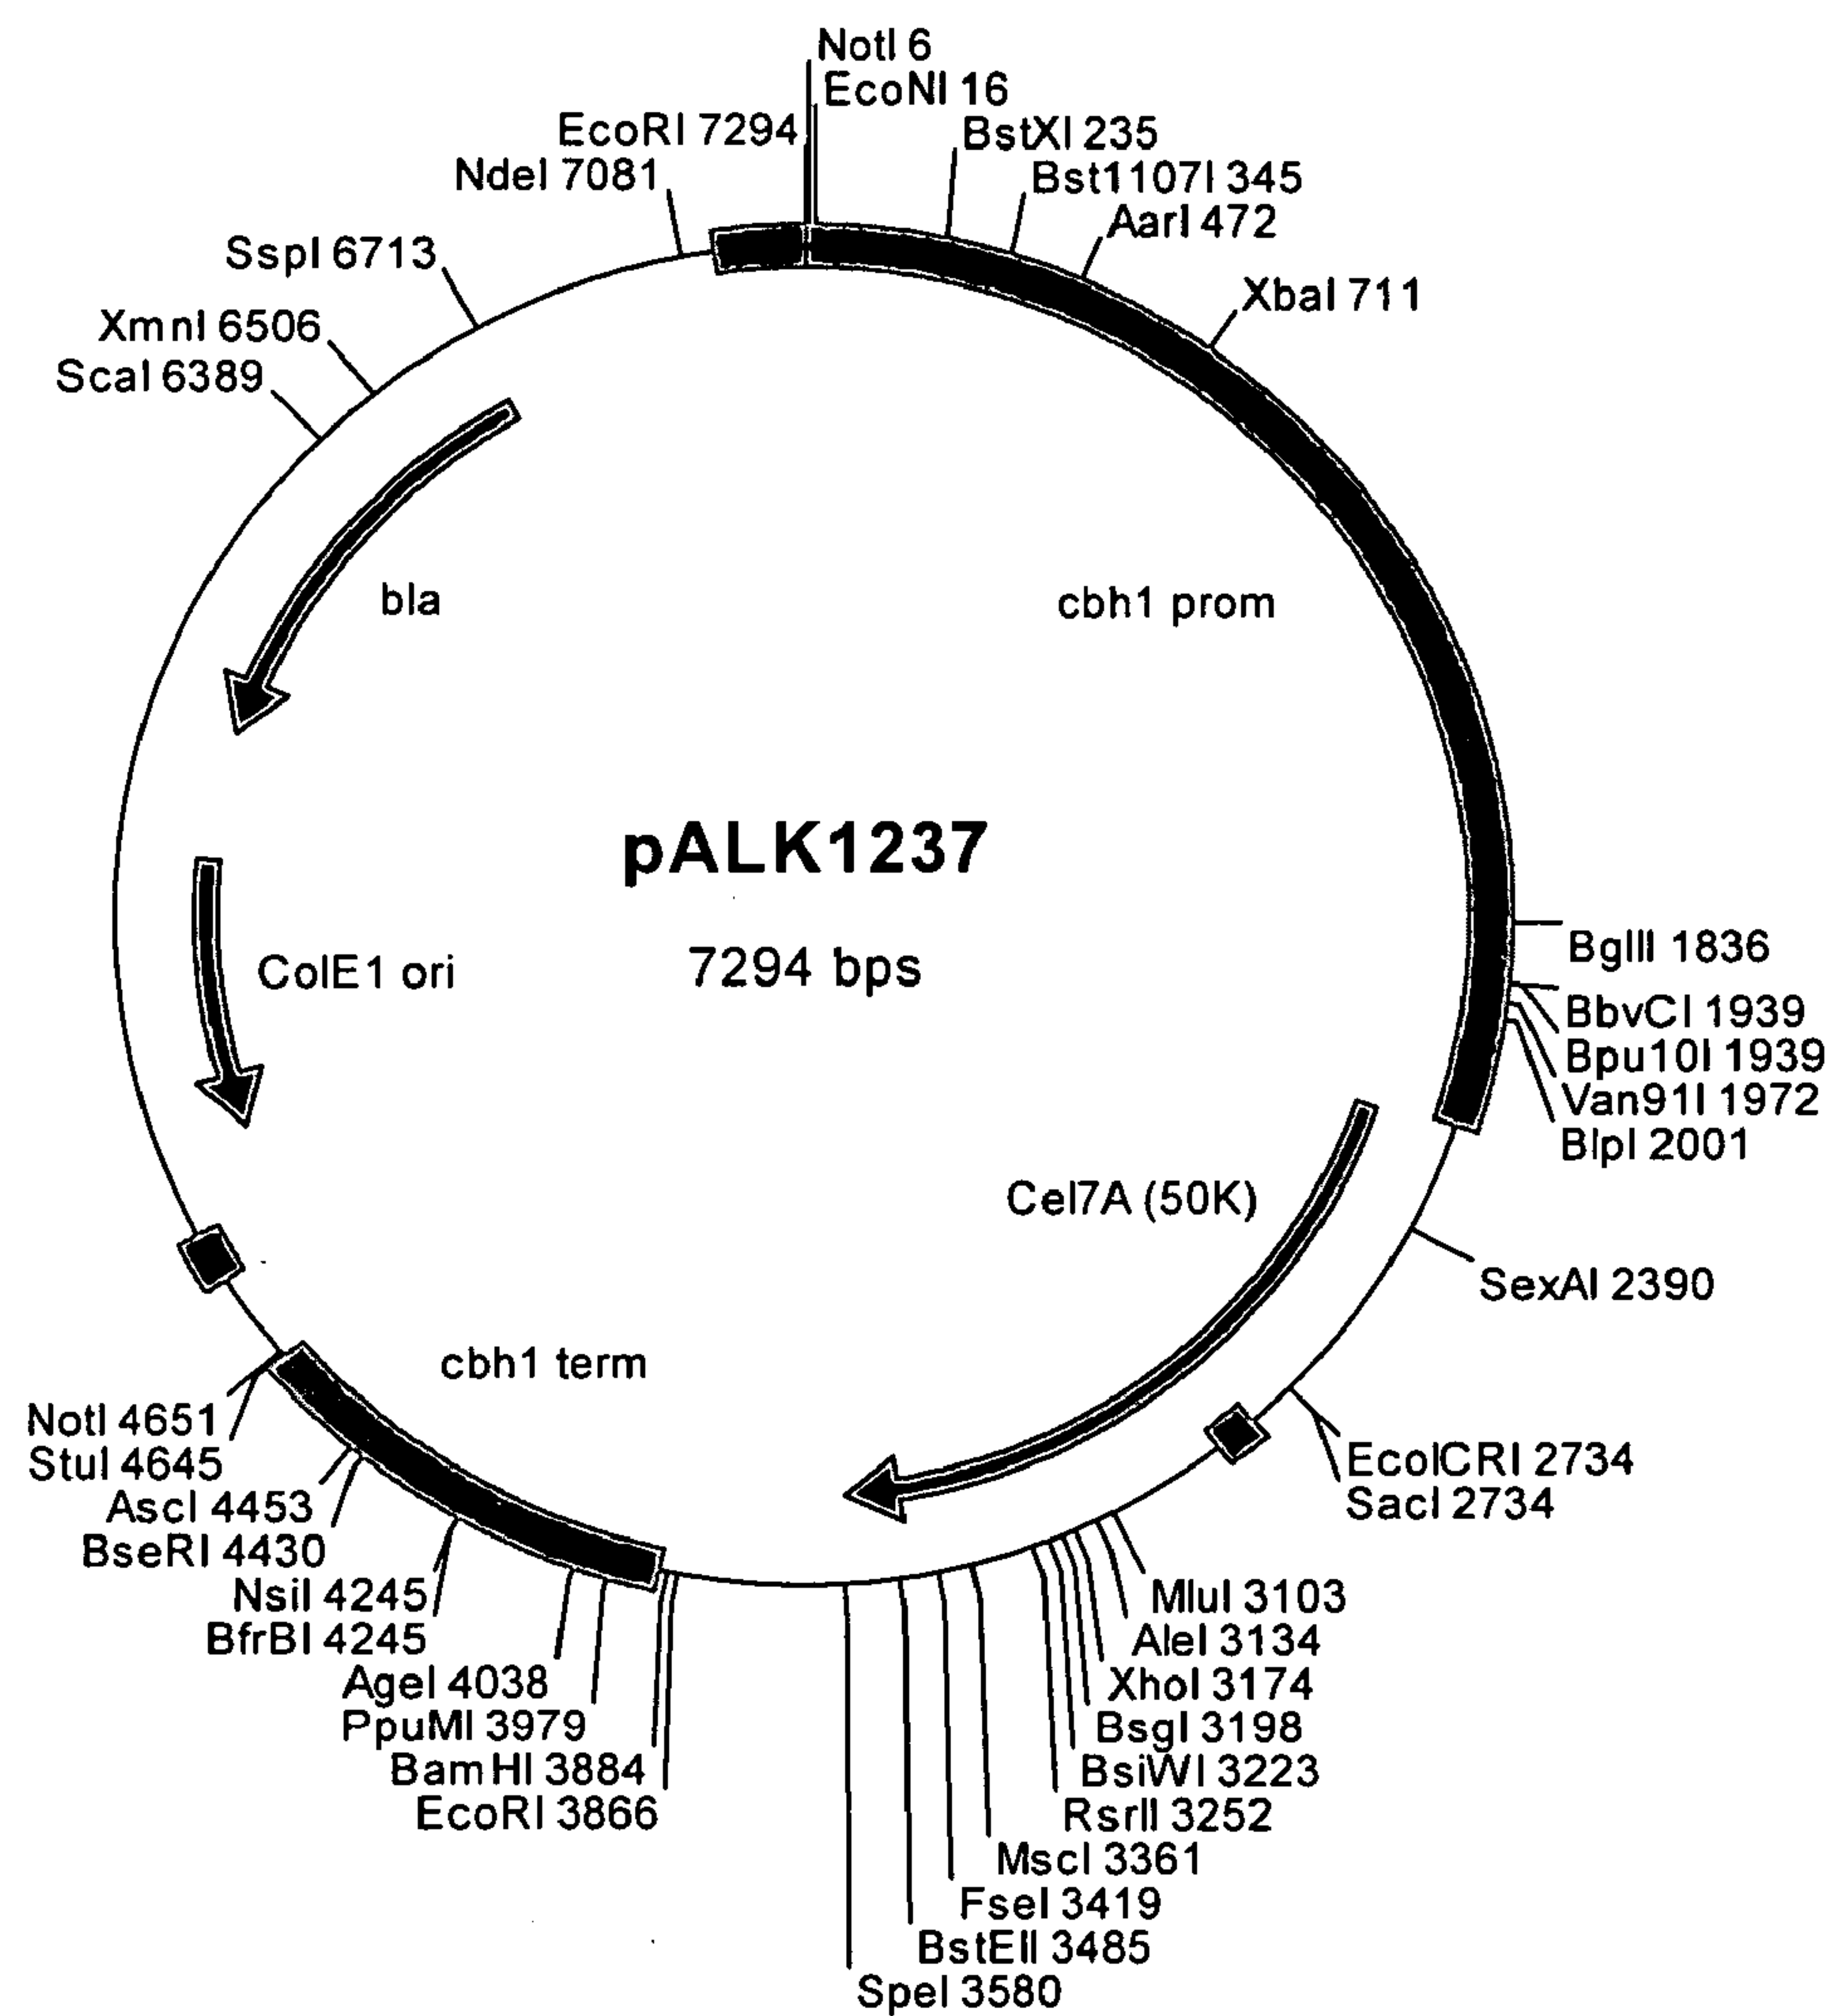 NotI 6
EcoNI 16
EcoRI 7294
BstXI 235
NdeI 7081
Bst1107I 345
AarI 472
SspI 6713
XbaI 711
XmnI 6506
ScaI 6389
bla
cbh1 prom
pALK1237
7294 bps
ColE1 ori
BglII 1836
BbvCI 1939
Bpu10I 1939
Van91I 1972
BlpI 2001
Cel7A (50K)
SexAI 2390
cbh1 term
NotI 4651
StuI 4645
AscI 4453
BseRI 4430
NsiI 4245
BfrBI 4245
AgeI 4038
PpuMI 3979
BamHI 3884
EcoRI 3866
EcoICRI 2734
SacI 2734
MluI 3103
AleI 3134
XhoI 3174
BsgI 3198
BsiWI 3223
RsrII 3252
MscI 3361
FseI 3419
BstEII 3485
SpeI 3580